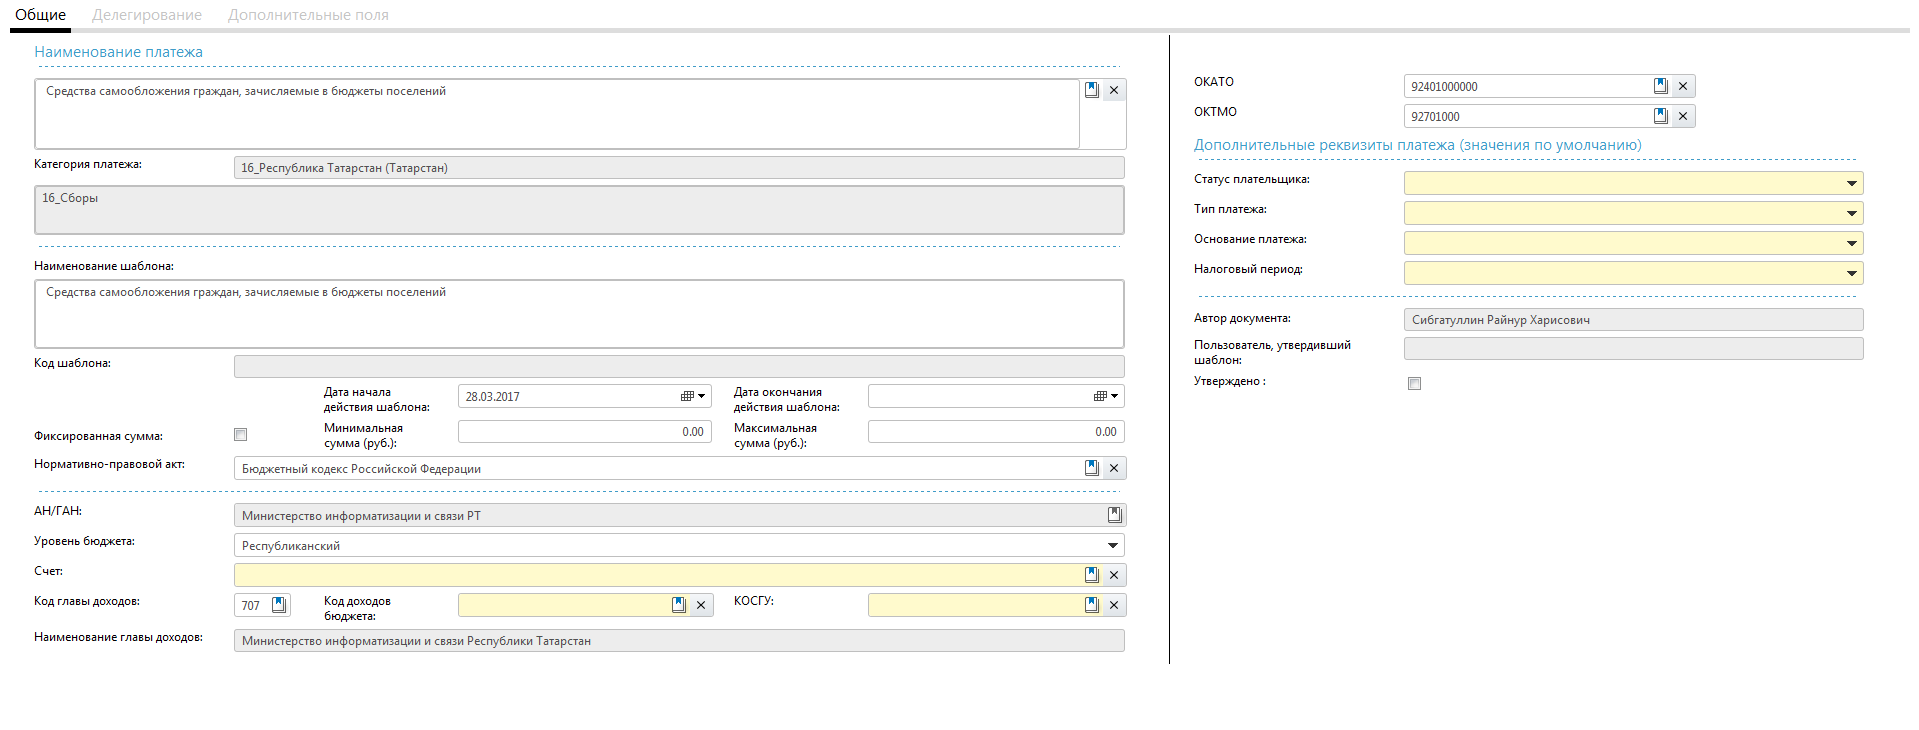 Общие Делегирование Дополнительные поля
Наименование платежа
Средства самообложения граждан, зачисляемые в бюджеты поселений
Категория платежа: 16_Республика Татарстан (Татарстан)
16_Сборы
Наименование шаблона:
Средства самообложения граждан, зачисляемые в бюджеты поселений
Код шаблона:
Дата начала
действия шаблона: 28.03.2017
Дата окончания
действия шаблона:
Фиксированная сумма:
Минимальная
сумма (руб.): 0.00
Максимальная
сумма (руб.): 0.00
Нормативно-правовой акт: Бюджетный кодекс Российской Федерации
АН/ГАН: Министерство информатизации и связи РТ
Уровень бюджета: Республиканский
Счет:
Код главы доходов: 707
Код доходов
бюджета:
КОСГУ:
Наименование главы доходов: Министерство информатизации и связи Республики Татарстан
ОКАТО 92401000000
ОКТМО 92701000
Дополнительные реквизиты платежа (значения по умолчанию)
Статус плательщика:
Тип платежа:
Основание платежа:
Налоговый период:
Автор документа: Сибгатуллин Райнур Харисович
Пользователь, утвердивший
шаблон:
Утверждено :